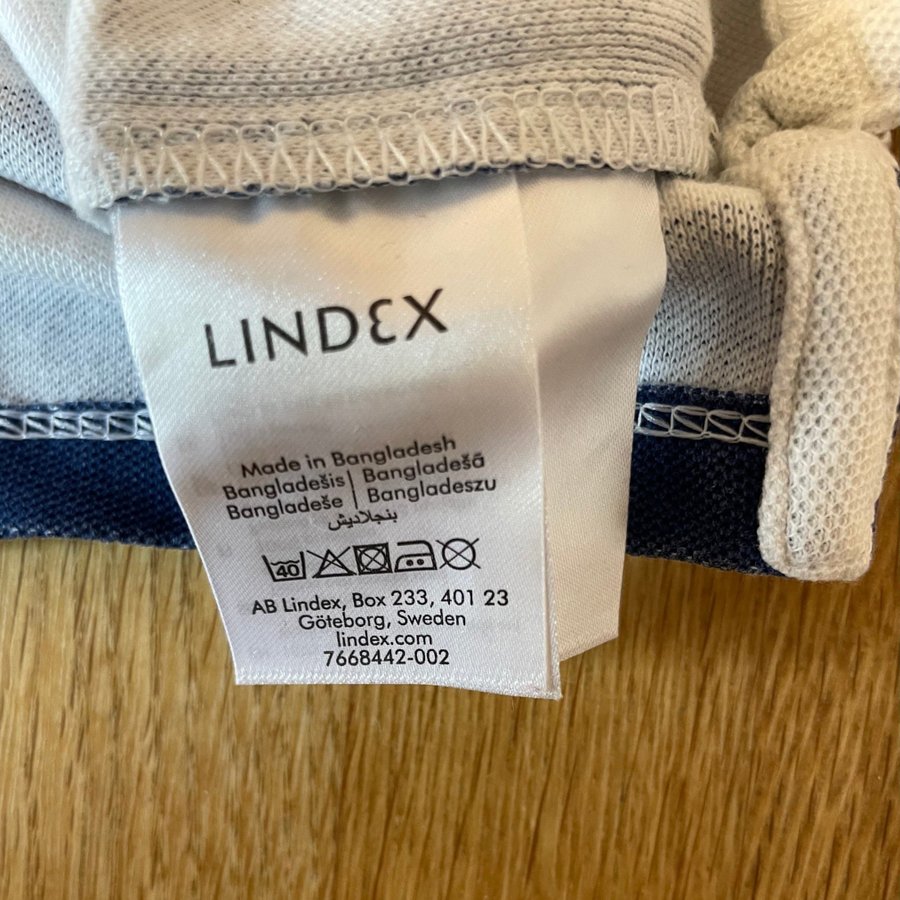 LINDEX
Made in Bangladesh
Bangladešis | Bangladešā
Bangladeše | Bangladeszu
بنجلاديش
40
AB Lindex, Box 233, 401 23
Göteborg, Sweden
lindex.com
7668442-002